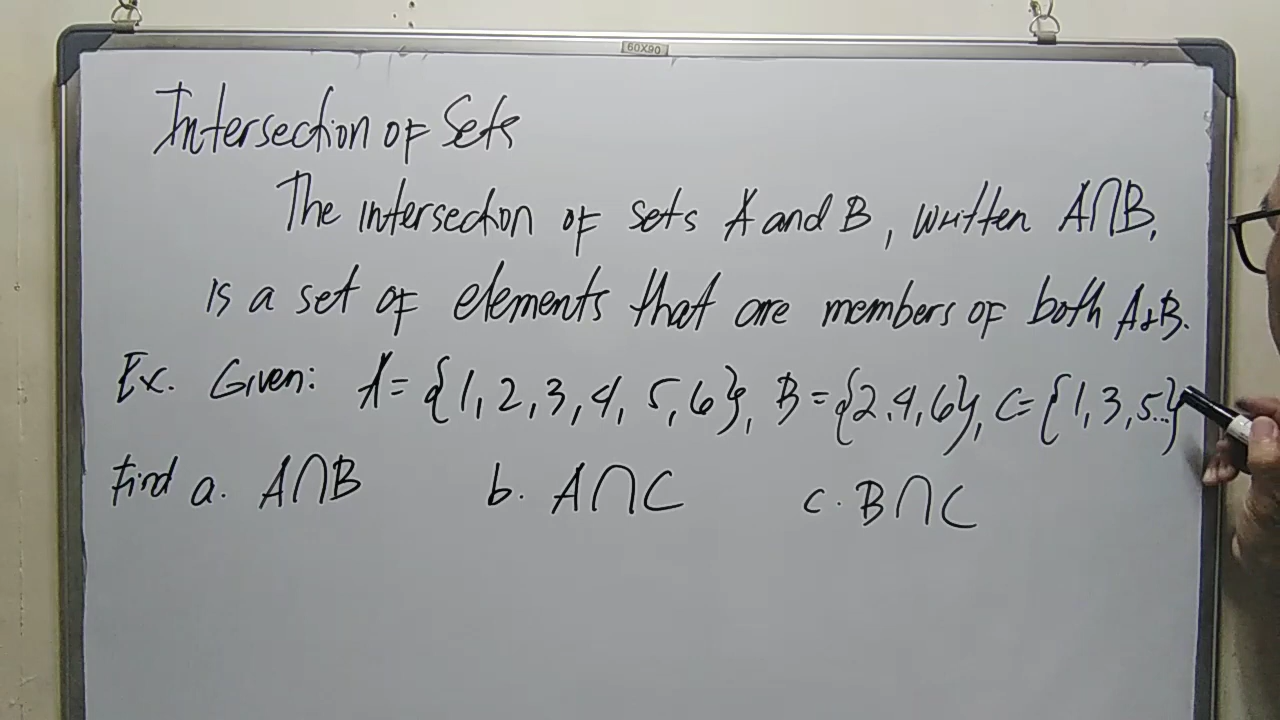 60X90
Intersection of Sets
The intersection of sets A and B, written A∩B,
is a set of elements that are members of both A & B.
Ex. Given: A = {1, 2, 3, 4, 5, 6}, B = {2, 4, 6}, C = {1, 3, 5...}
Find a. A∩B b. A∩C c. B∩C